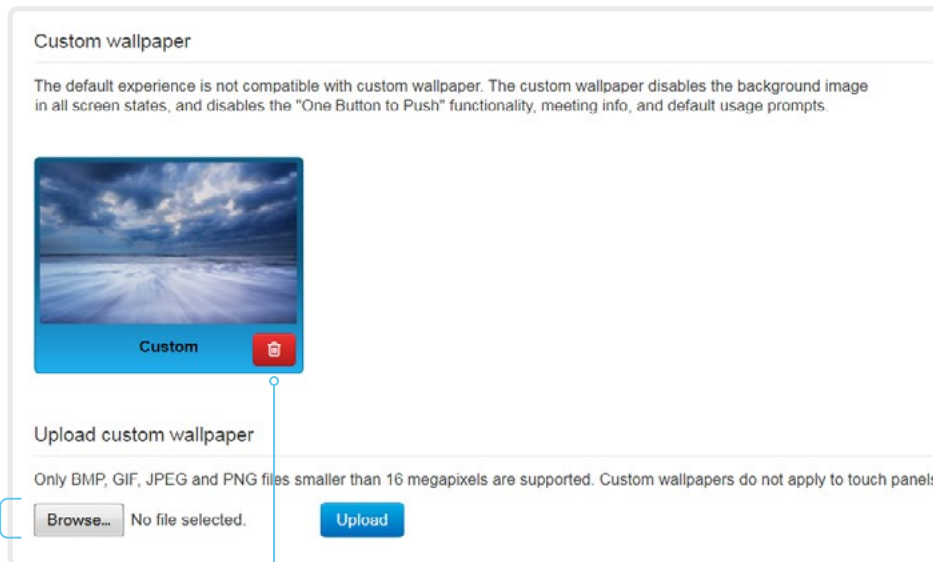 Custom wallpaper
The default experience is not compatible with custom wallpaper. The custom wallpaper disables the background image
in all screen states, and disables the "One Button to Push" functionality, meeting info, and default usage prompts.
Custom
Upload custom wallpaper
Only BMP, GIF, JPEG and PNG files smaller than 16 megapixels are supported. Custom wallpapers do not apply to touch panels
Browse... No file selected. Upload